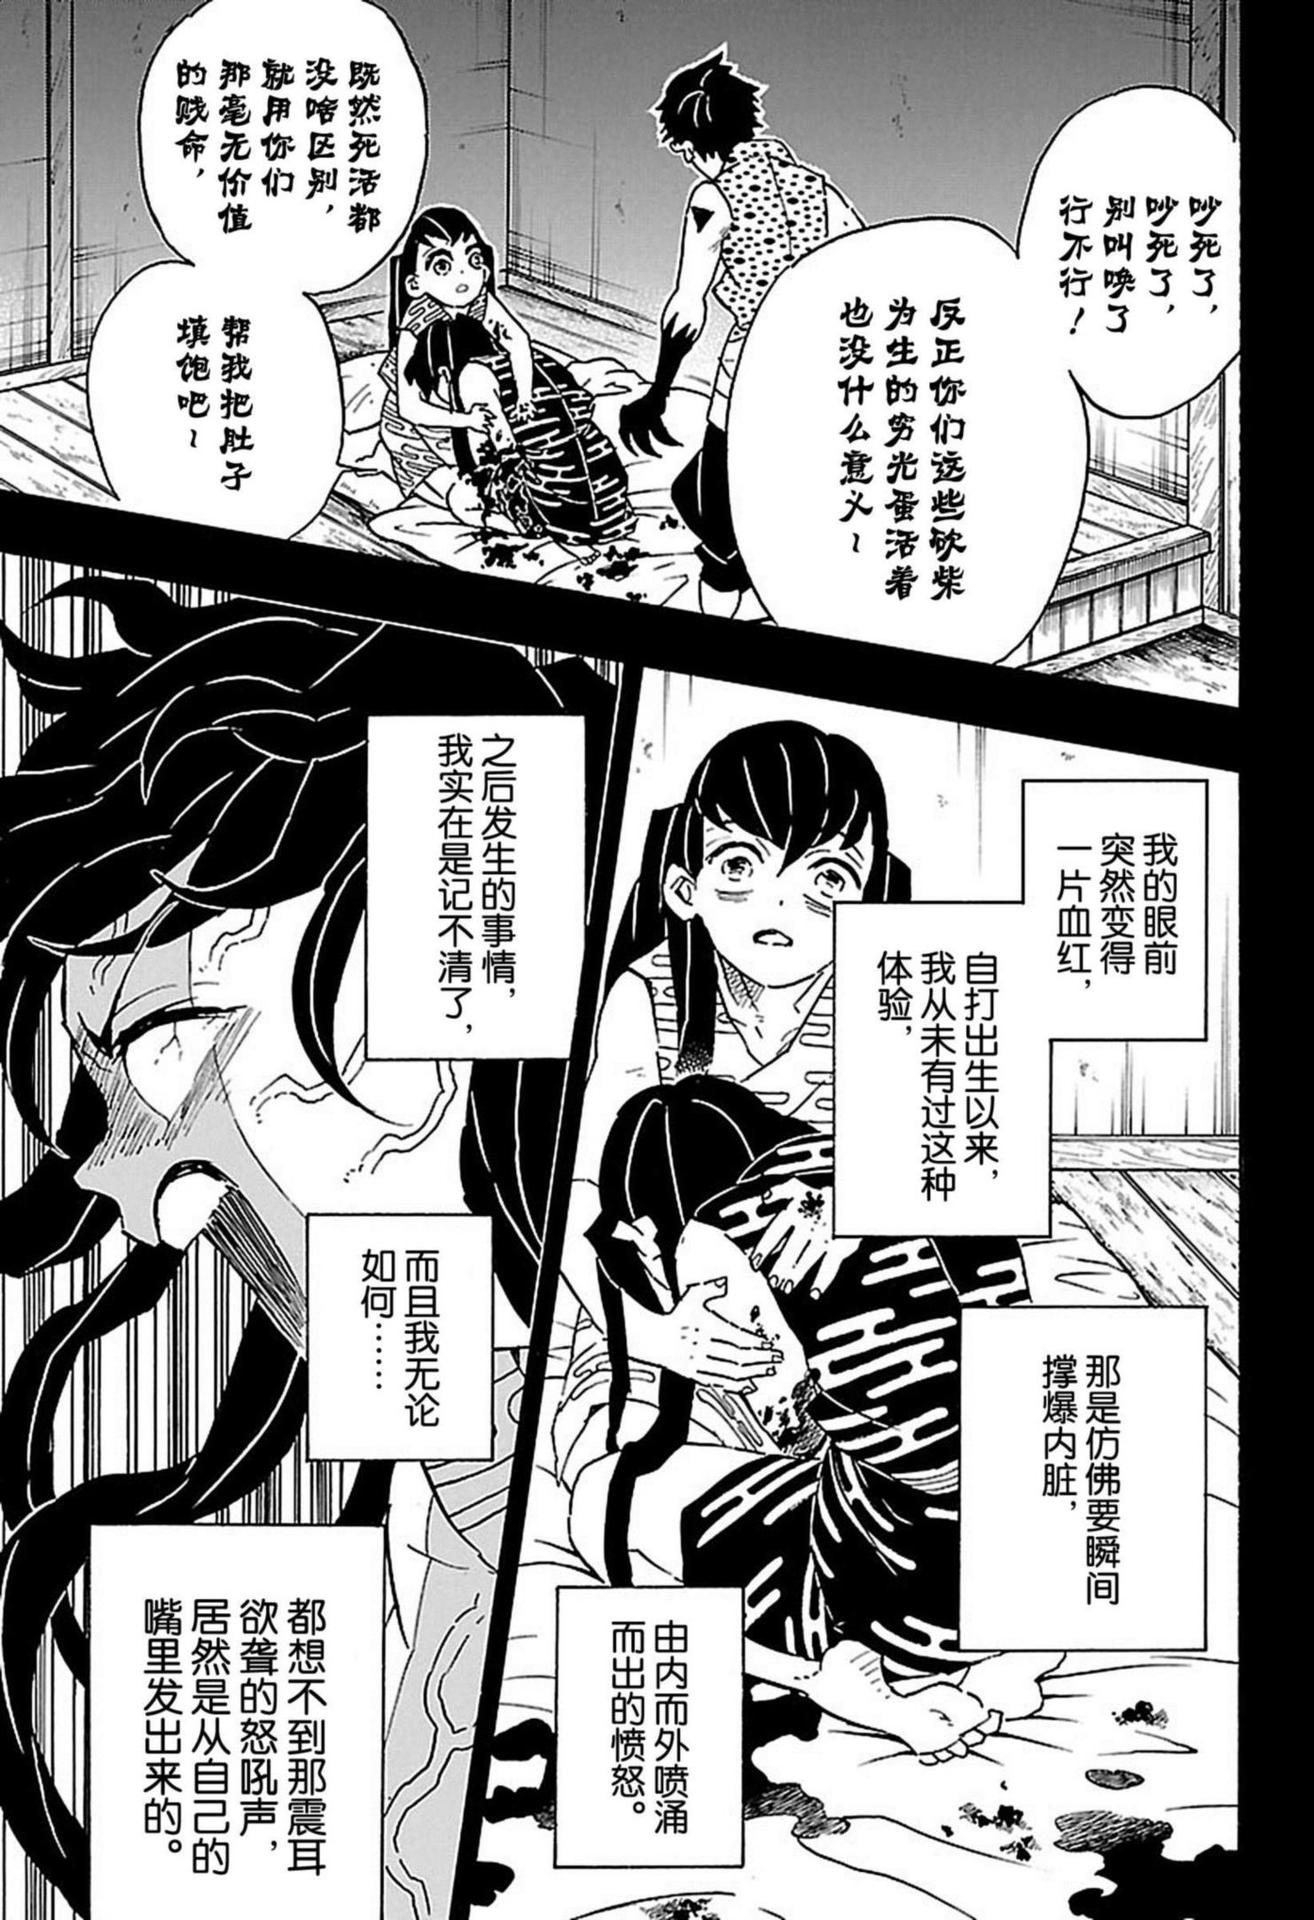 吵死了，
吵死了，
别叫唤了
行不行！
反正你们这些砍柴
为生的穷光蛋活着
也没什么意义~
既然死活都
没啥区别，
就用你们
那毫无价值
的贱命，
帮我把肚子
填饱吧~
我的眼前
突然变得
一片血红，
自打出生以来，
我从未有过这种
体验，
那是仿佛要瞬间
撑爆内脏，
由内而外喷涌
而出的愤怒。
之后发生的事情，
我实在是记不清了，
而且我无论
如何……
都想不到那震耳
欲聋的怒吼声，
居然是从自己的
嘴里发出来的。